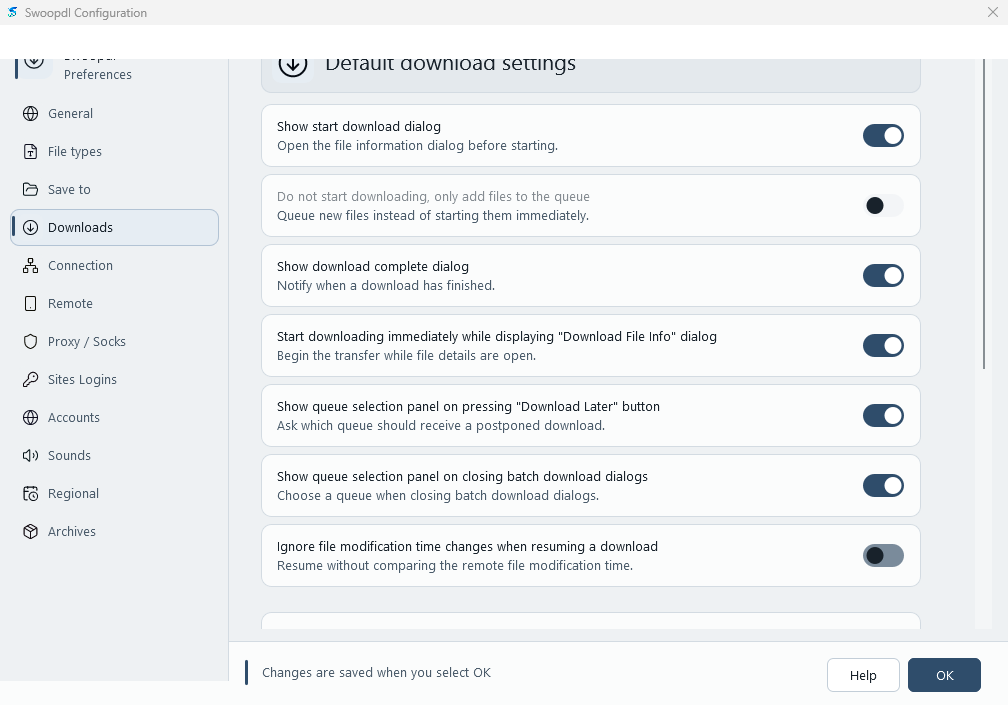 Swoopdl Configuration
Preferences
General
File types
Save to
Downloads
Connection
Remote
Proxy / Socks
Sites Logins
Accounts
Sounds
Regional
Archives
Default download settings
Show start download dialog
Open the file information dialog before starting.
Do not start downloading, only add files to the queue
Queue new files instead of starting them immediately.
Show download complete dialog
Notify when a download has finished.
Start downloading immediately while displaying "Download File Info" dialog
Begin the transfer while file details are open.
Show queue selection panel on pressing "Download Later" button
Ask which queue should receive a postponed download.
Show queue selection panel on closing batch download dialogs
Choose a queue when closing batch download dialogs.
Ignore file modification time changes when resuming a download
Resume without comparing the remote file modification time.
Changes are saved when you select OK
Help
OK